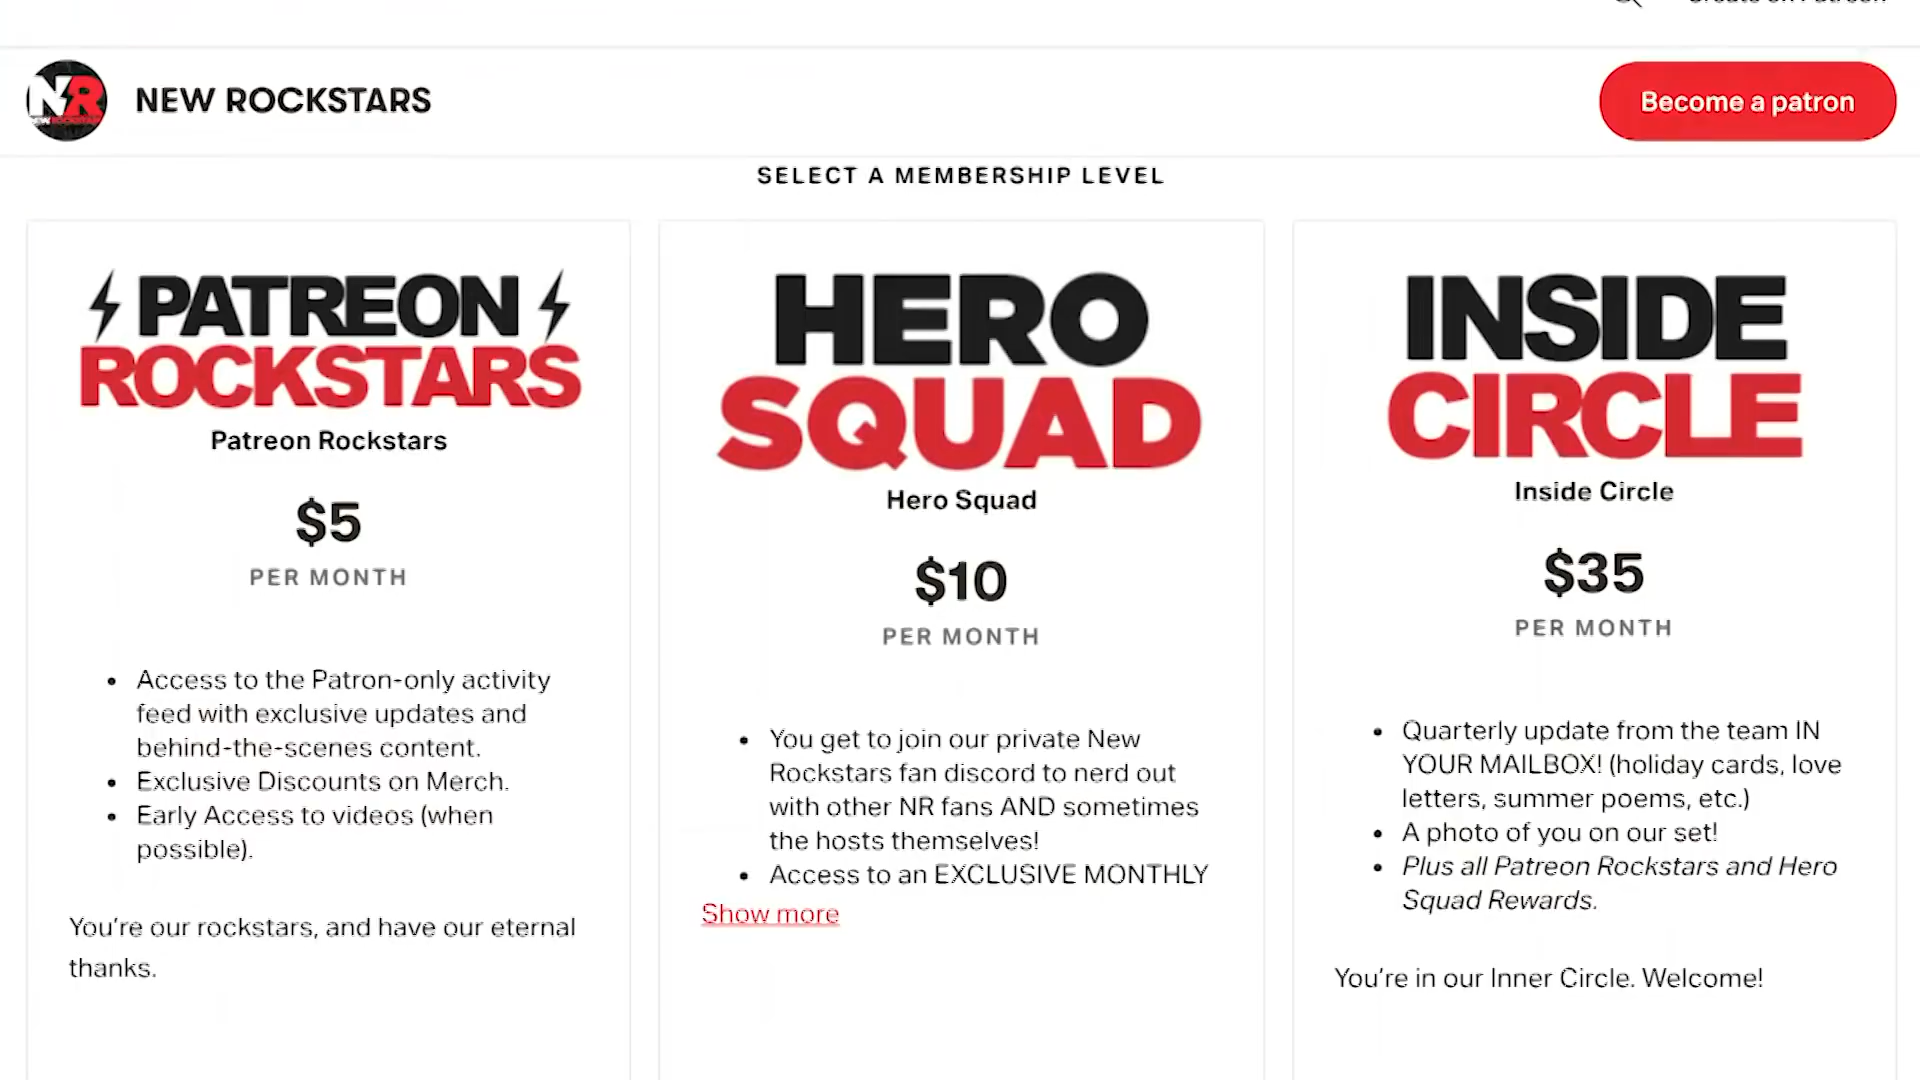 NEW ROCKSTARS
Become a patron
SELECT A MEMBERSHIP LEVEL
PATREON
ROCKSTARS
Patreon Rockstars
$5
PER MONTH
• Access to the Patron-only activity
feed with exclusive updates and
behind-the-scenes content.
• Exclusive Discounts on Merch.
• Early Access to videos (when
possible).
You're our rockstars, and have our eternal
thanks.
HERO
SQUAD
Hero Squad
$10
PER MONTH
• You get to join our private New
Rockstars fan discord to nerd out
with other NR fans AND sometimes
the hosts themselves!
• Access to an EXCLUSIVE MONTHLY
Show more
INSIDE
CIRCLE
Inside Circle
$35
PER MONTH
• Quarterly update from the team IN
YOUR MAILBOX! (holiday cards, love
letters, summer poems, etc.)
• A photo of you on our set!
• Plus all Patreon Rockstars and Hero
Squad Rewards.
You're in our Inner Circle. Welcome!